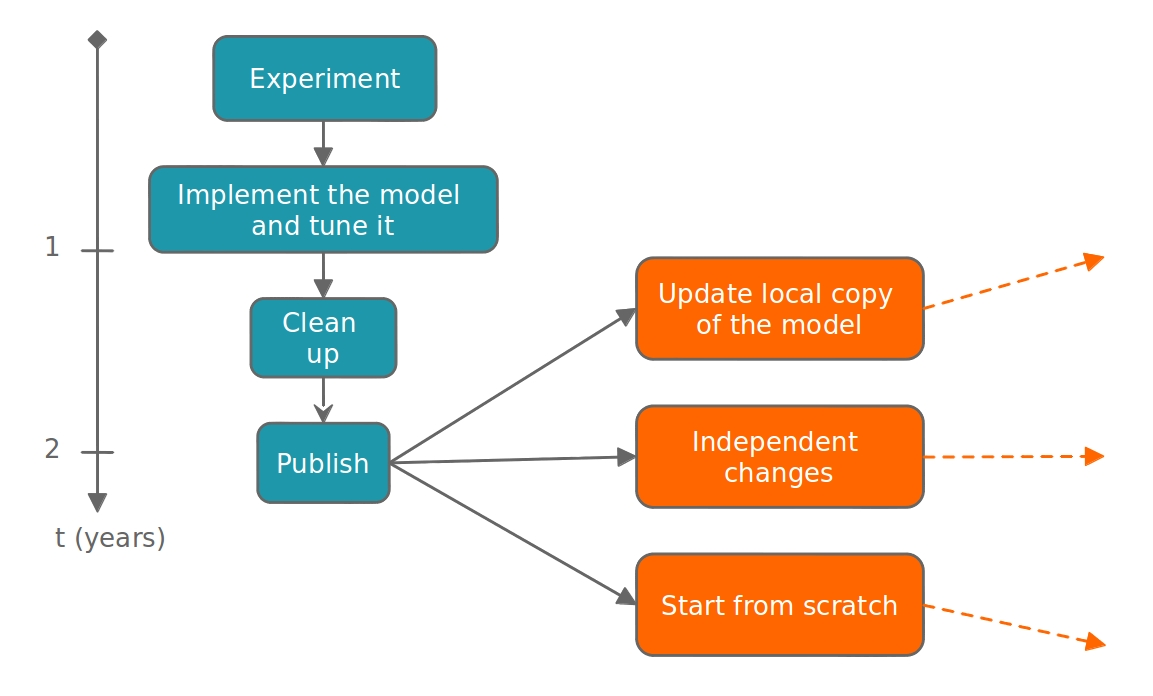 Experiment
Implement the model
and tune it
1
Clean
up
Update local copy
of the model
Independent
changes
2
Publish
t (years)
Start from scratch